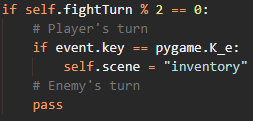 if self.fightTurn % 2 == 0:
    # Player's turn
    if event.key == pygame.K_e:
        self.scene = "inventory"
    # Enemy's turn
    pass